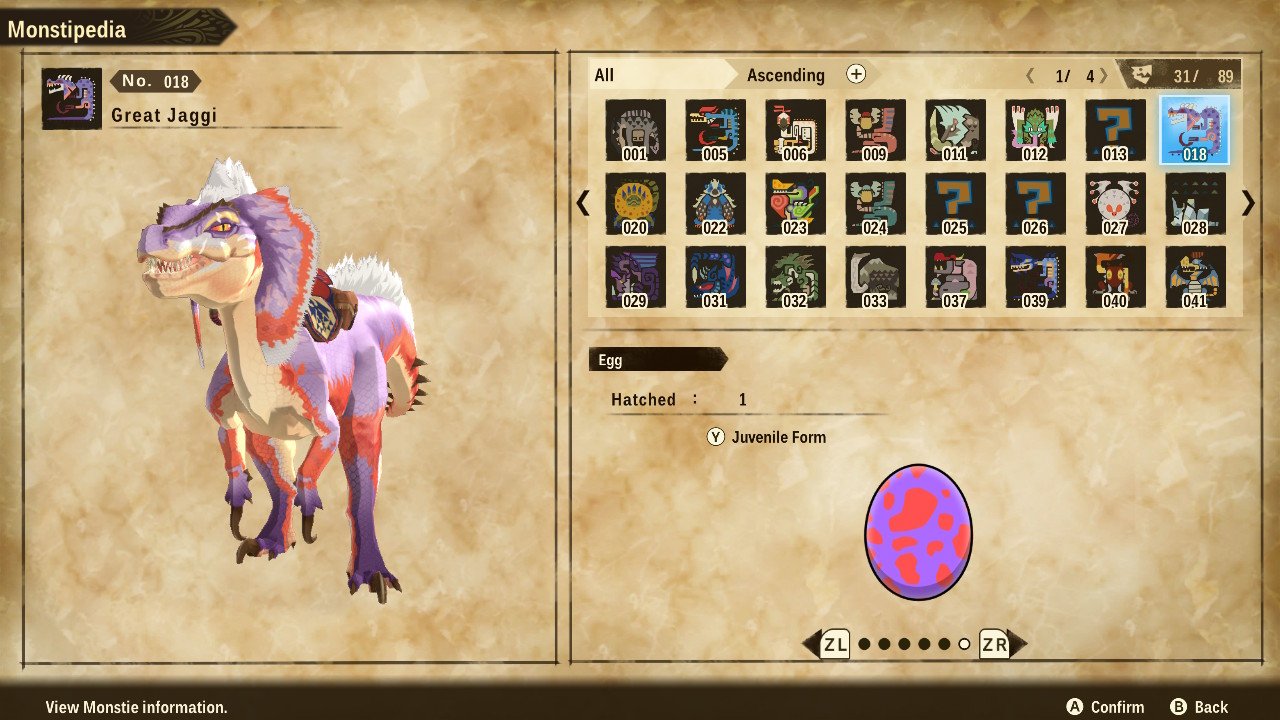 Monstipedia
No. 018
Great Jaggi
All
Ascending
1/ 4
31/ 89
001 005 006 009 011 012 013 018
020 022 023 024 025 026 027 028
029 031 032 033 037 039 040 041
Egg
Hatched : 1
Y Juvenile Form
ZL ZR
View Monstie information.
A Confirm B Back